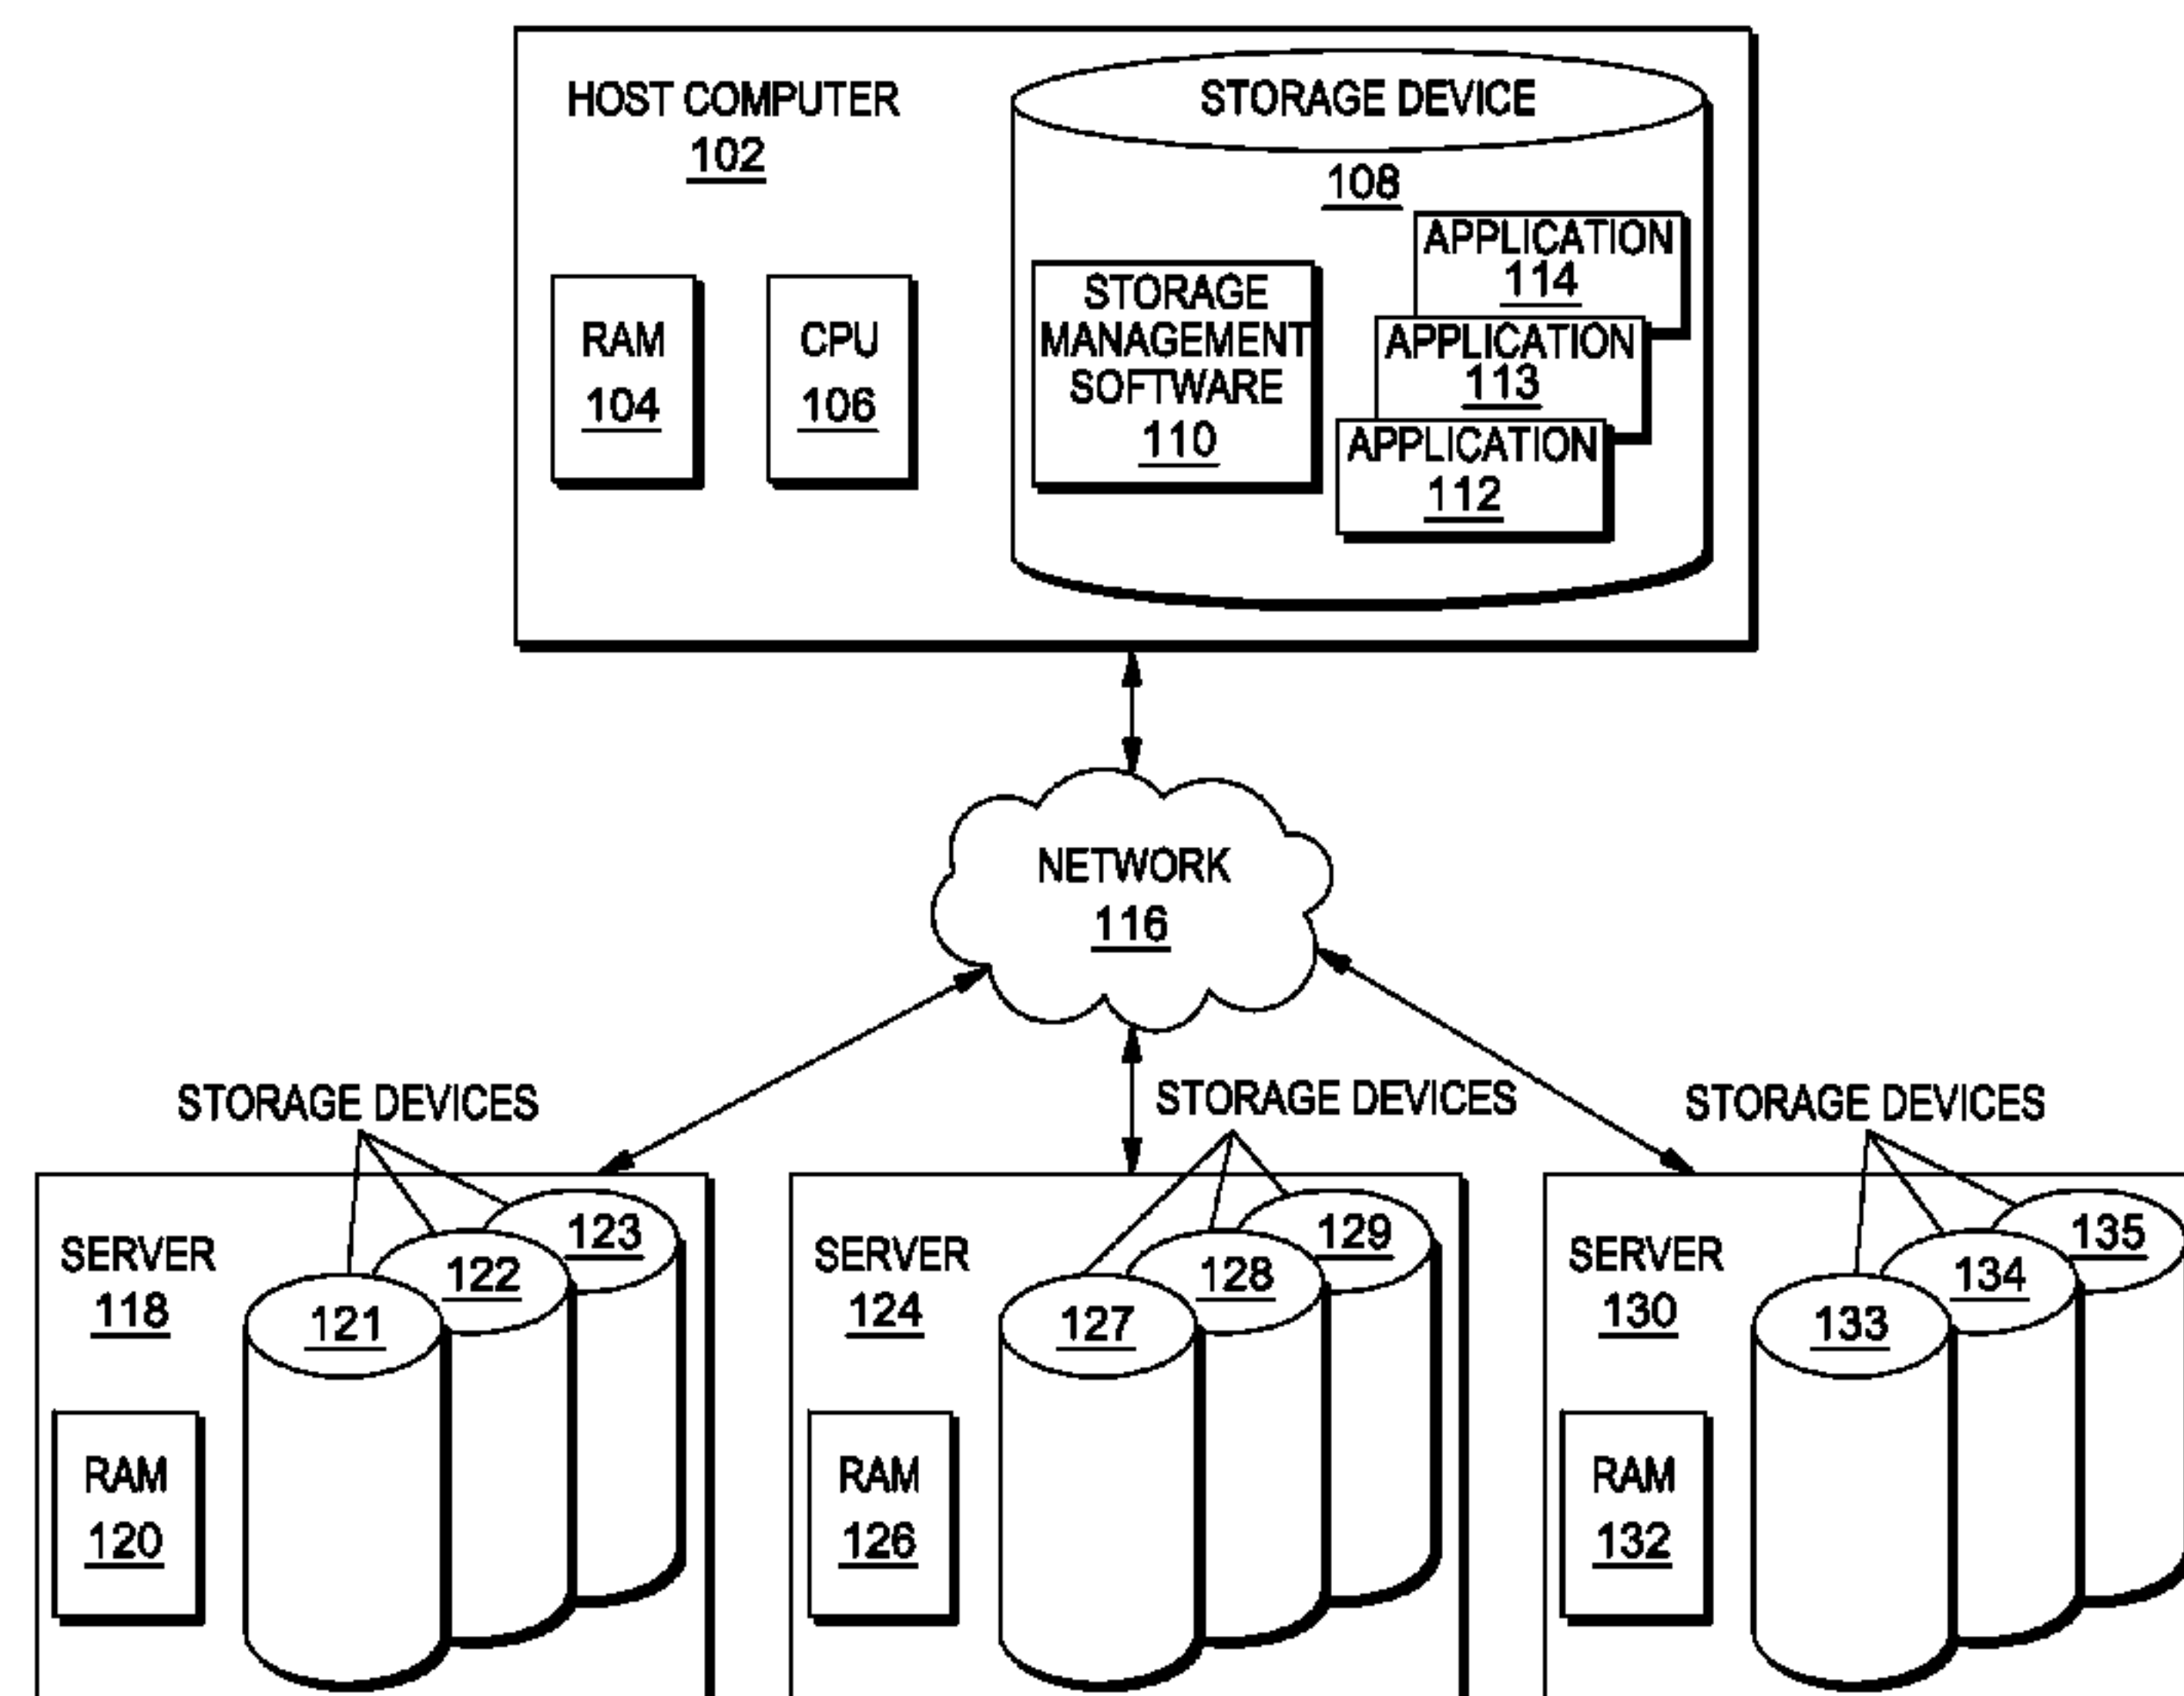 HOST COMPUTER
102
STORAGE DEVICE
108
RAM
104
CPU
106
STORAGE
MANAGEMENT
SOFTWARE
110
APPLICATION
114
APPLICATION
113
APPLICATION
112
NETWORK
116
STORAGE DEVICES
SERVER
118
121
122
123
RAM
120
STORAGE DEVICES
SERVER
124
127
128
129
RAM
126
STORAGE DEVICES
SERVER
130
133
134
135
RAM
132